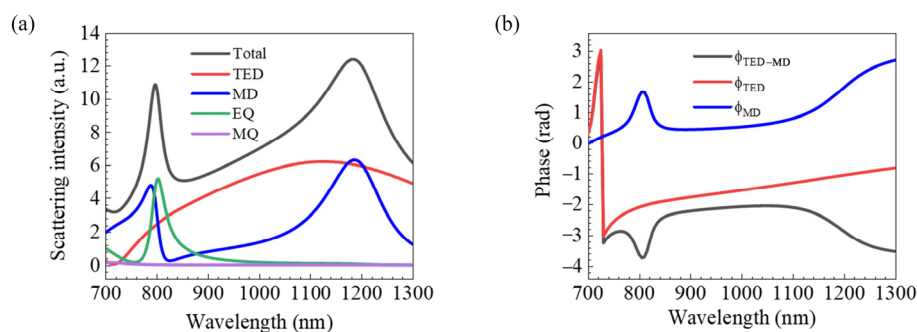 (a)
14
12
10
8
6
4
2
0
Scattering intensity (a.u.)
Total
TED
MD
EQ
MQ
700 800 900 1000 1100 1200 1300
Wavelength (nm)
(b)
3
2
1
0
−1
−2
−3
−4
Phase (rad)
ϕTED−MD
ϕTED
ϕMD
700 800 900 1000 1100 1200 1300
Wavelength (nm)